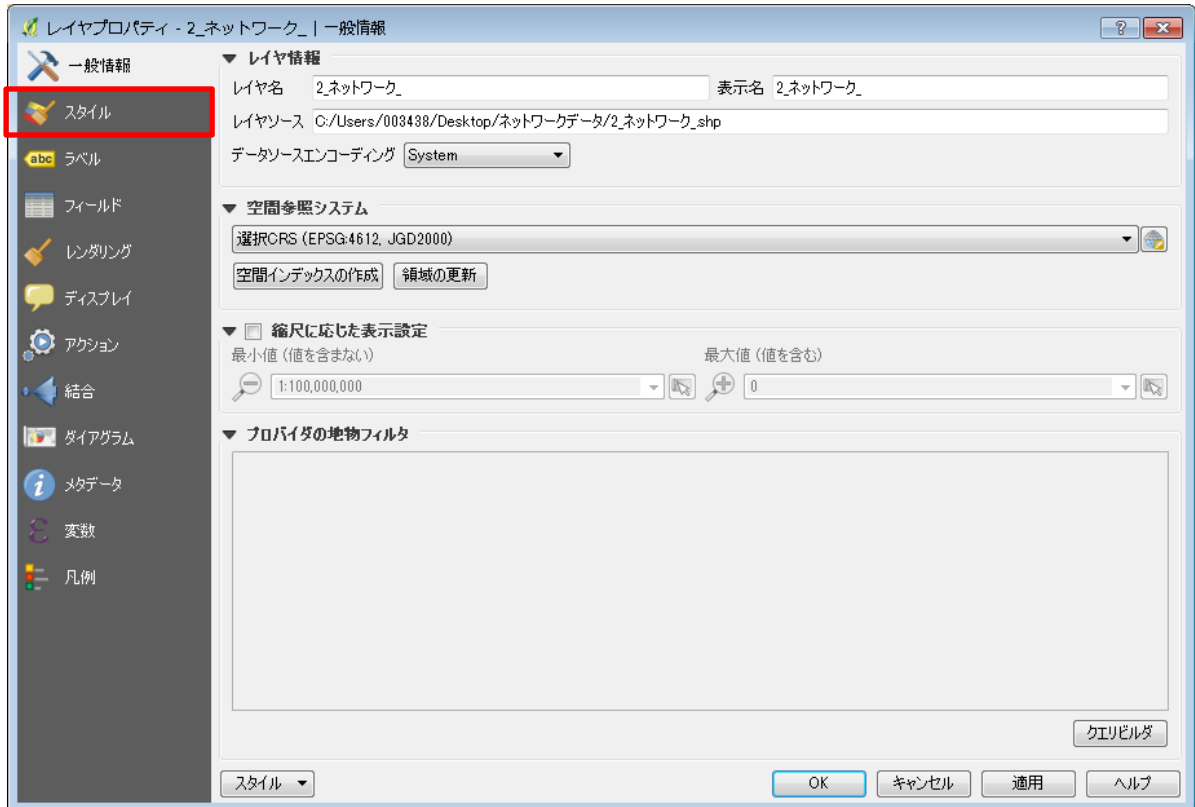 レイヤプロパティ - 2_ネットワーク_ | 一般情報
一般情報
スタイル
abc ラベル
フィールド
レンダリング
ディスプレイ
アクション
結合
ダイアグラム
メタデータ
変数
凡例
レイヤ情報
レイヤ名 2_ネットワーク_ 表示名 2_ネットワーク_
レイヤソース C:/Users/003438/Desktop/ネットワークデータ/2_ネットワーク_shp
データソースエンコーディング System
空間参照システム
選択CRS (EPSG:4612, JGD2000)
空間インデックスの作成 領域の更新
縮尺に応じた表示設定
最小値 (値を含まない) 最大値 (値を含む)
1:100,000,000 0
プロバイダの地物フィルタ
クエリビルダ
スタイル OK キャンセル 適用 ヘルプ